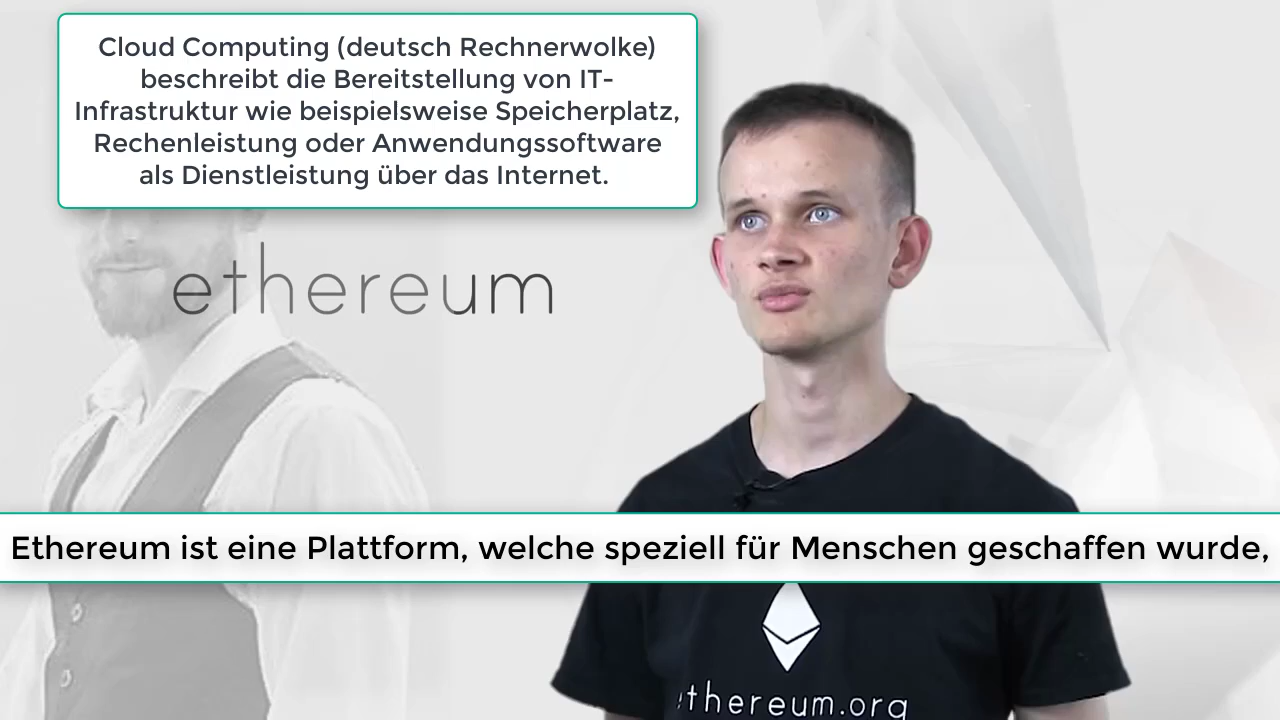 Cloud Computing (deutsch Rechnerwolke)
beschreibt die Bereitstellung von IT-
Infrastruktur wie beispielsweise Speicherplatz,
Rechenleistung oder Anwendungssoftware
als Dienstleistung über das Internet.
ethereum
Ethereum ist eine Plattform, welche speziell für Menschen geschaffen wurde,
ethereum.org